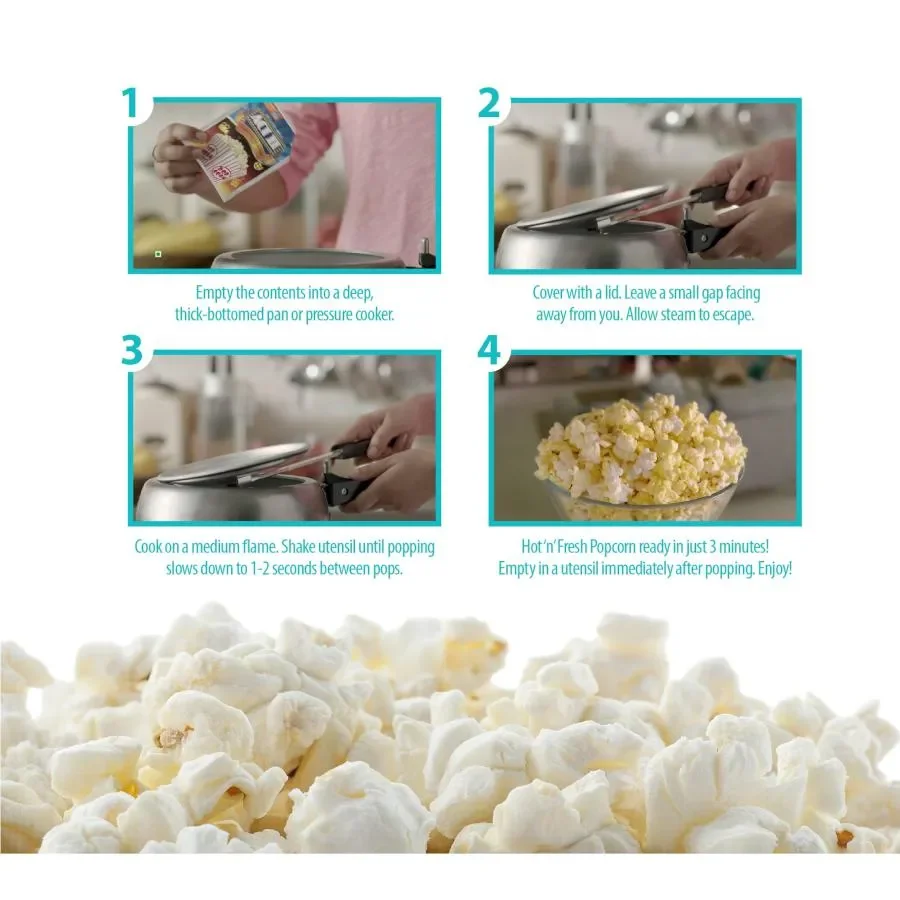 1
2
ACT II
Empty the contents into a deep,
thick-bottomed pan or pressure cooker.
Cover with a lid. Leave a small gap facing
away from you. Allow steam to escape.
3
4
Cook on a medium flame. Shake utensil until popping
slows down to 1-2 seconds between pops.
Hot ‘n’ Fresh Popcorn ready in just 3 minutes!
Empty in a utensil immediately after popping. Enjoy!